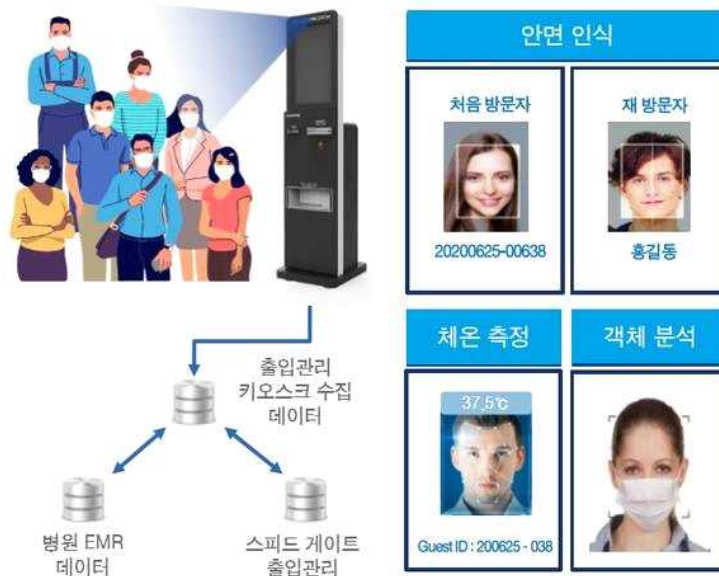 안면 인식
처음 방문자
재 방문자
20200625-00638
홍길동
출입관리
키오스크 수집
데이터
병원 EMR
데이터
스피드 게이트
출입관리
체온 측정
객체 분석
37.5℃
Guest ID : 200625 - 038